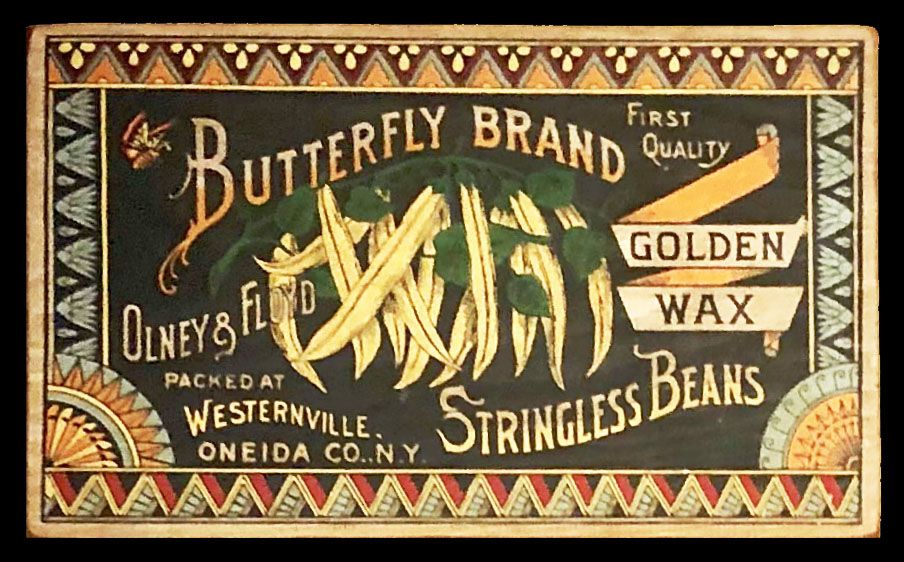 BUTTERFLY BRAND
FIRST
QUALITY
GOLDEN
WAX
OLNEY & FLOYD
PACKED AT
WESTERNVILLE.
ONEIDA CO..N.Y.
STRINGLESS BEANS